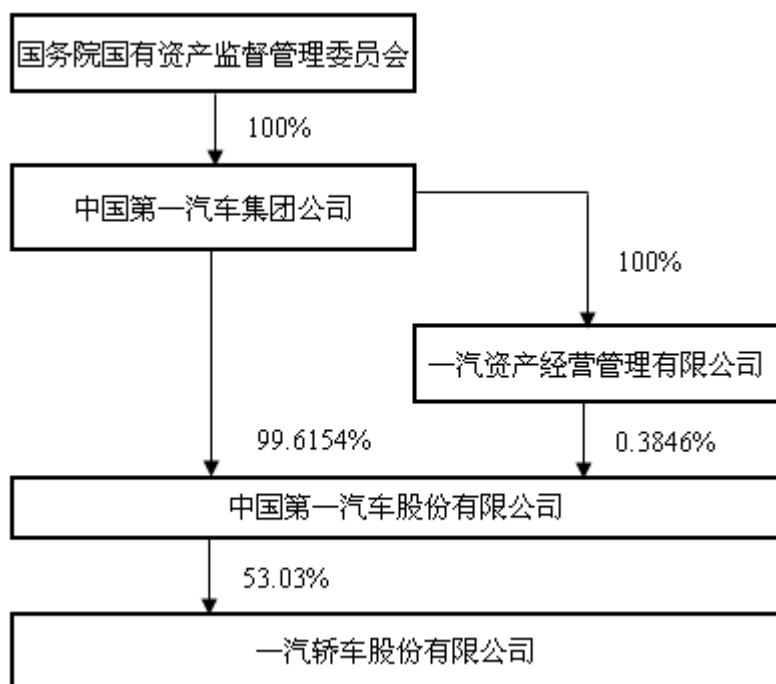 国务院国有资产监督管理委员会
100%
中国第一汽车集团公司
100%
一汽资产经营管理有限公司
99.6154%
0.3846%
中国第一汽车股份有限公司
53.03%
一汽轿车股份有限公司